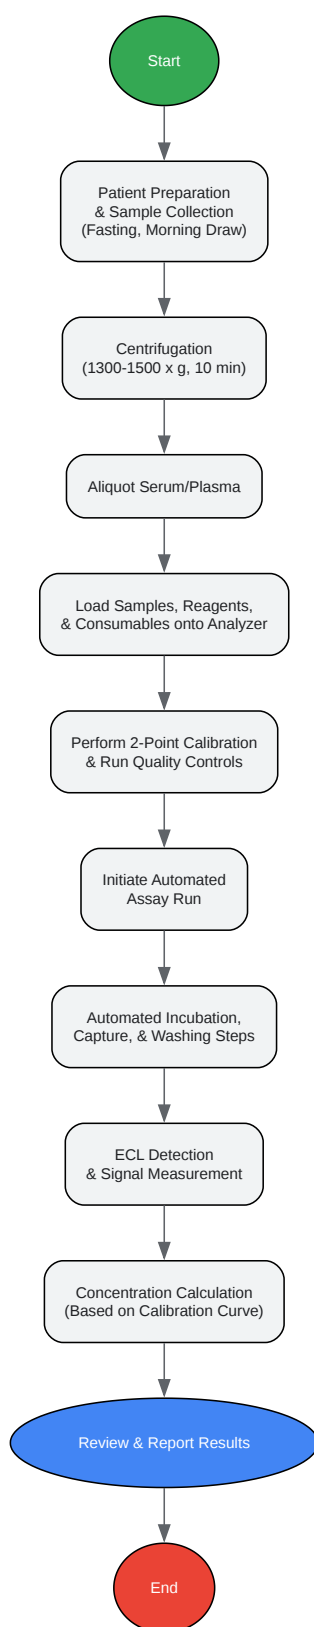 Start
Patient Preparation
& Sample Collection
(Fasting, Morning Draw)
Centrifugation
(1300-1500 x g, 10 min)
Aliquot Serum/Plasma
Load Samples, Reagents,
& Consumables onto Analyzer
Perform 2-Point Calibration
& Run Quality Controls
Initiate Automated
Assay Run
Automated Incubation,
Capture, & Washing Steps
ECL Detection
& Signal Measurement
Concentration Calculation
(Based on Calibration Curve)
Review & Report Results
End